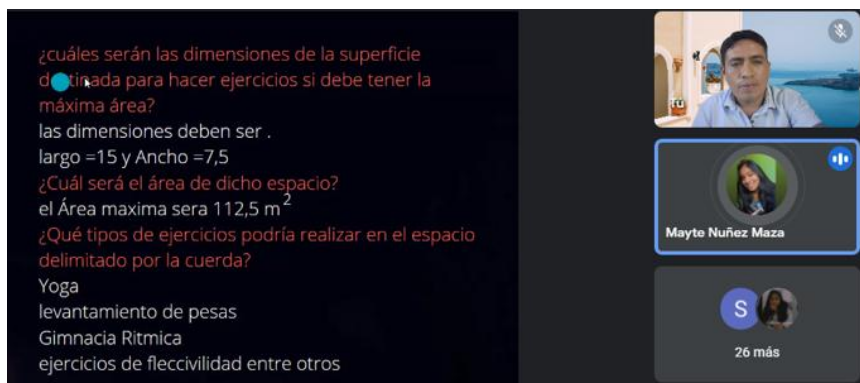 ¿cuáles serán las dimensiones de la superficie
para hacer ejercicios si debe tener la
máxima área?
las dimensiones deben ser .
largo =15 y Ancho =7,5
¿Cuál será el área de dicho espacio?
el Área maxima sera 112,5 m²
¿Qué tipos de ejercicios podría realizar en el espacio
delimitado por la cuerda?
Yoga
levantamiento de pesas
Gimnacia Ritmica
ejercicios de fleccivilidad entre otros
Mayte Nuñez Maza
S
26 más